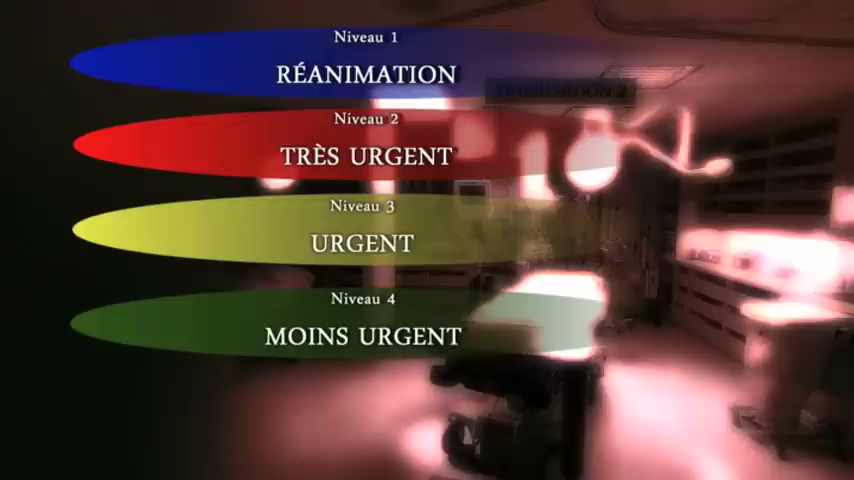 Niveau 1
RÉANIMATION
Niveau 2
TRÈS URGENT
Niveau 3
URGENT
Niveau 4
MOINS URGENT